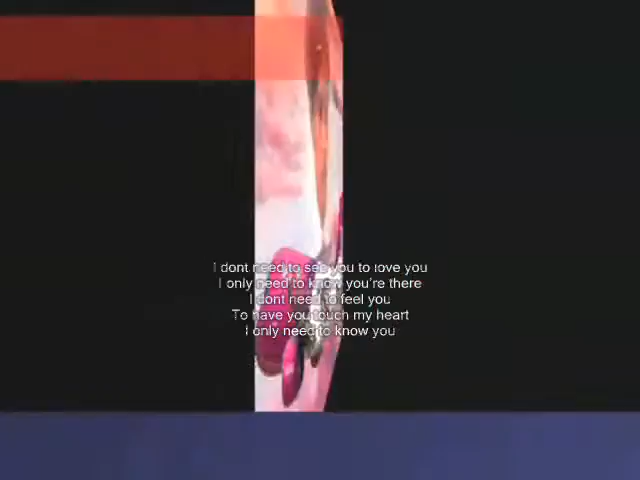 I dont need to see you to love you
I only need to know you're there
I dont need to feel you
To have you touch my heart
I only need to know you